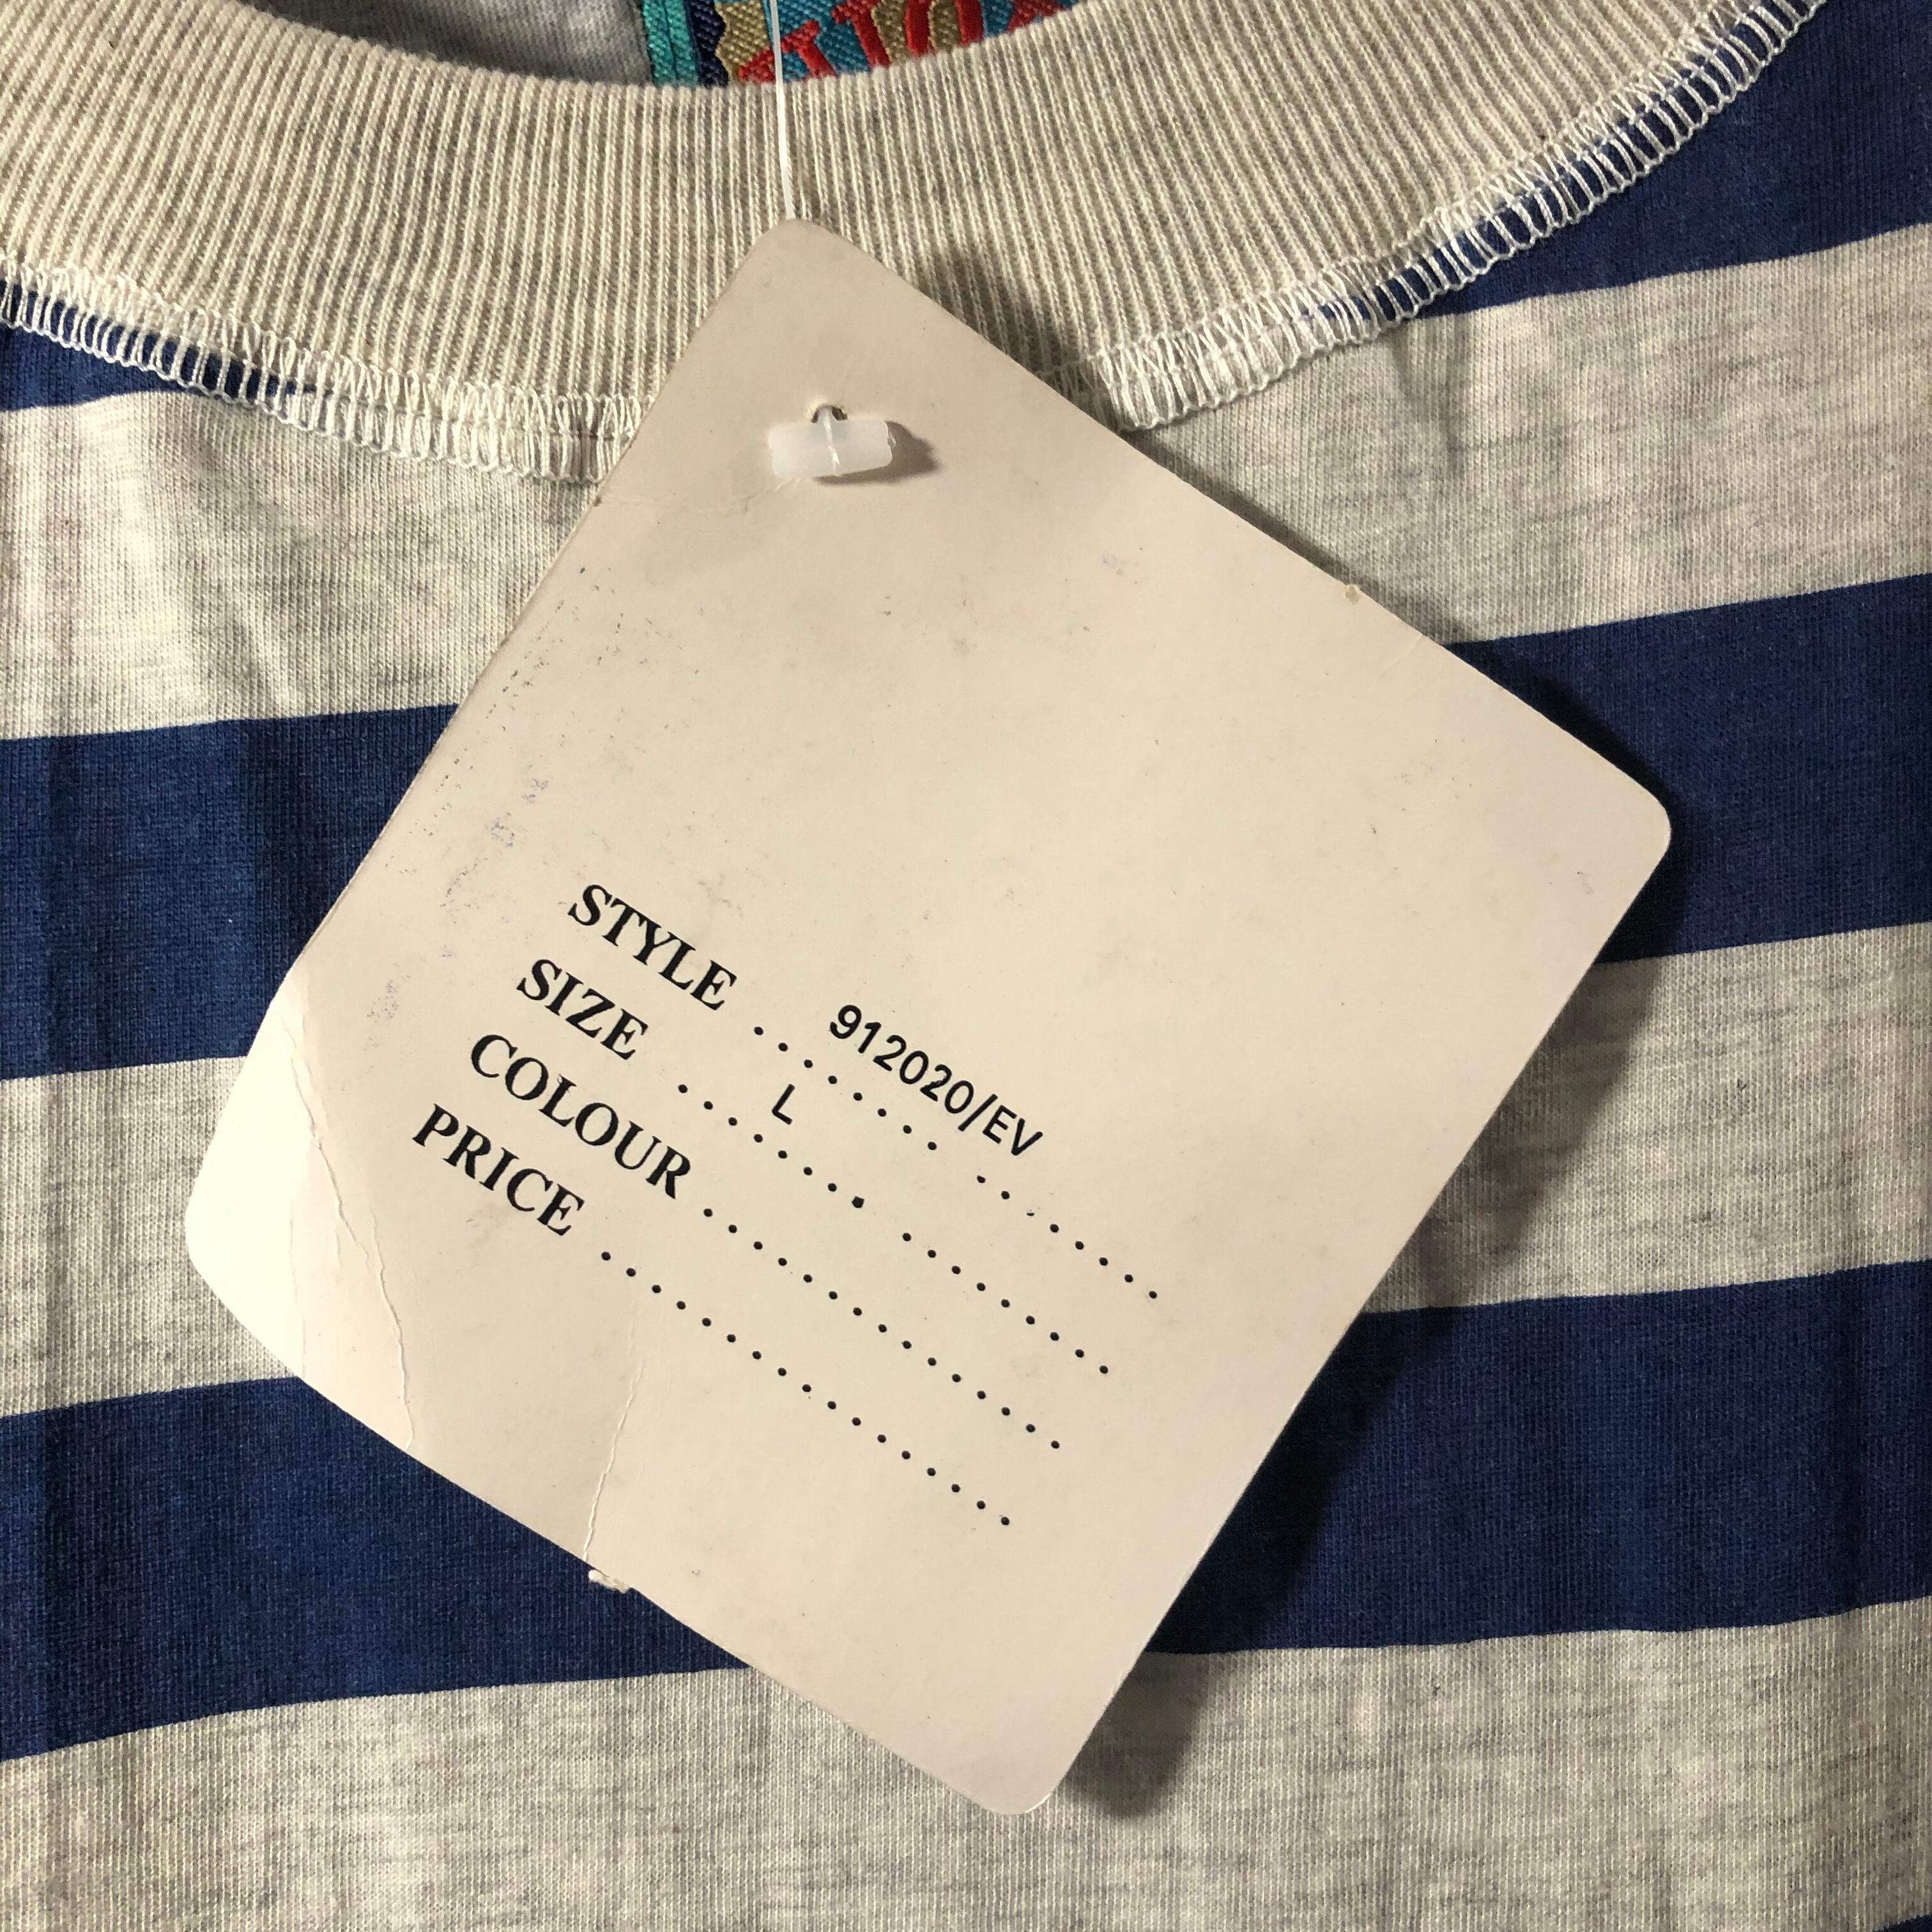 STYLE .......... 912020/EV ..........
SIZE .......... L ..........
COLOUR ....................
PRICE ....................